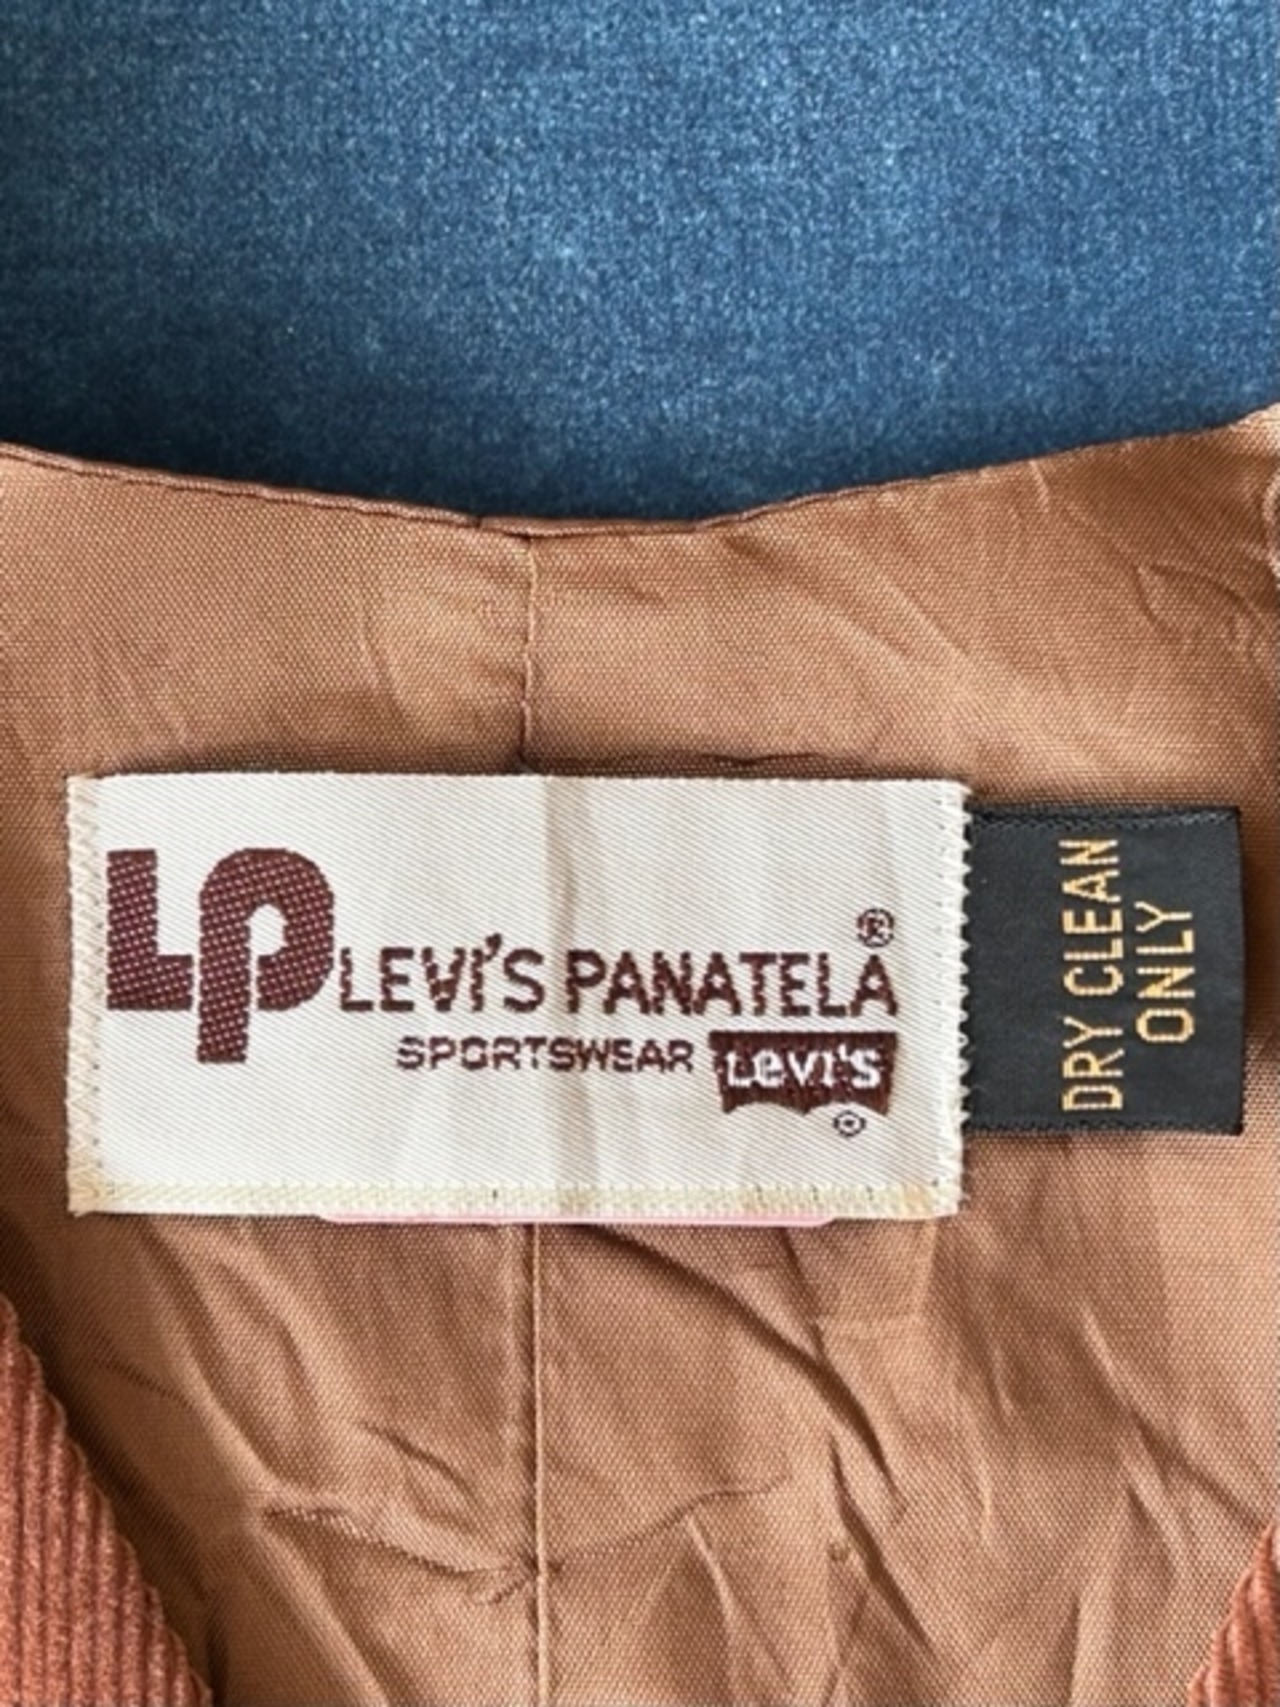 LP
LEVI'S PANATELA ®
SPORTSWEAR Levi's
DRY CLEAN
ONLY